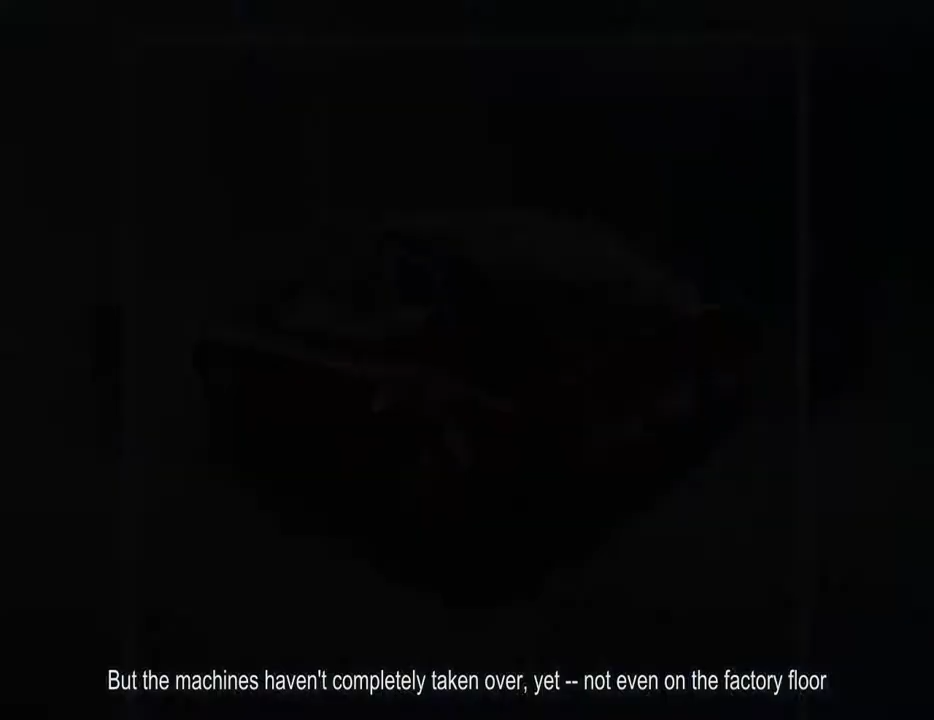 But the machines haven't completely taken over, yet -- not even on the factory floor